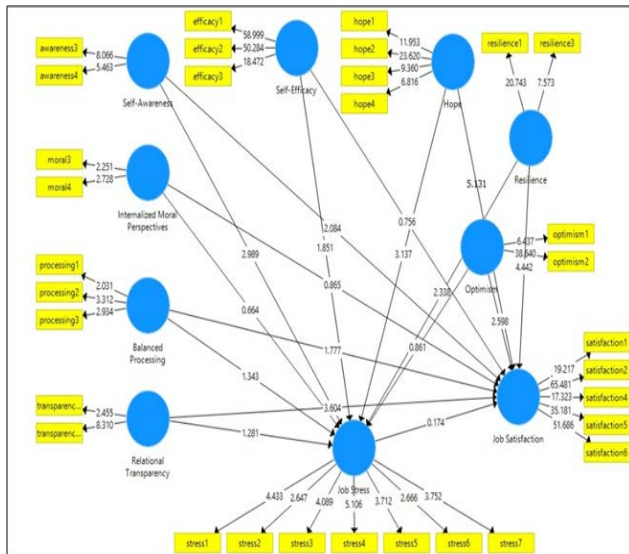 efficacy1
58.999
efficacy2
50.284
efficacy3
18.472
Self-Efficacy
hope1
11.953
hope2
23.620
hope3
9.360
hope4
6.816
Hope
resilience1
resilience3
20.743
7.573
Resilience
awareness3
8.066
awareness4
5.463
Self-Awareness
moral3
2.251
moral4
2.728
Internalized Moral
Perspectives
processing1
2.031
processing2
3.312
processing3
2.934
Balanced
Processing
transparenc...
2.455
transparenc...
8.310
Relational
Transparency
5.131
2.084
0.756
1.851
2.989
3.137
0.865
0.664
2.338
0.861
1.777
1.343
3.604
1.281
0.174
2.598
4.442
6.437
optimism1
38.640
optimism2
Optimism
satisfaction1
19.217
satisfaction2
65.481
satisfaction4
17.323
satisfaction5
35.181
satisfaction6
51.686
Job Satisfaction
Job Stress
4.433
2.647
4.089
5.106
3.712
2.666
3.752
stress1
stress2
stress3
stress4
stress5
stress6
stress7